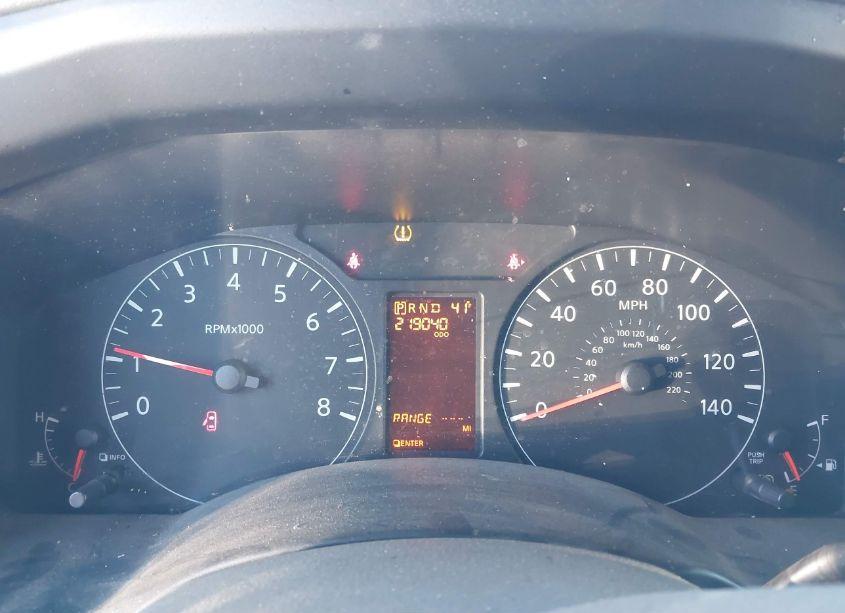 0 1 2 3 4 5 6 7 8
RPMx1000
H
INFO
P R N D 4
219040
ODO
RANGE ----
MI
ENTER
0 20 40 60 80 100 120 140
MPH
0 20 40 60 80 100 120 140 160 180 200 220
km/h
F
PUSH
TRIP
E